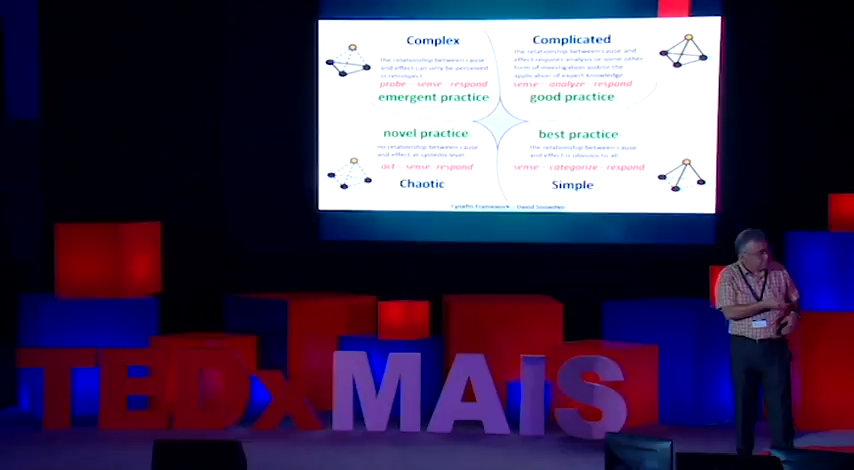 Complex
the relationship between cause
and effect can only be perceived
in retrospect
probe - sense - respond
emergent practice
Complicated
the relationship between cause and
effect requires analysis or some other
form of investigation and/or the
application of expert knowledge
sense - analyze - respond
good practice
novel practice
no relationship between cause
and effect at systems level
act - sense - respond
Chaotic
best practice
the relationship between cause
and effect is obvious to all
sense - categorize - respond
Simple
Cynefin Framework - David Snowden
TEDxMAIS